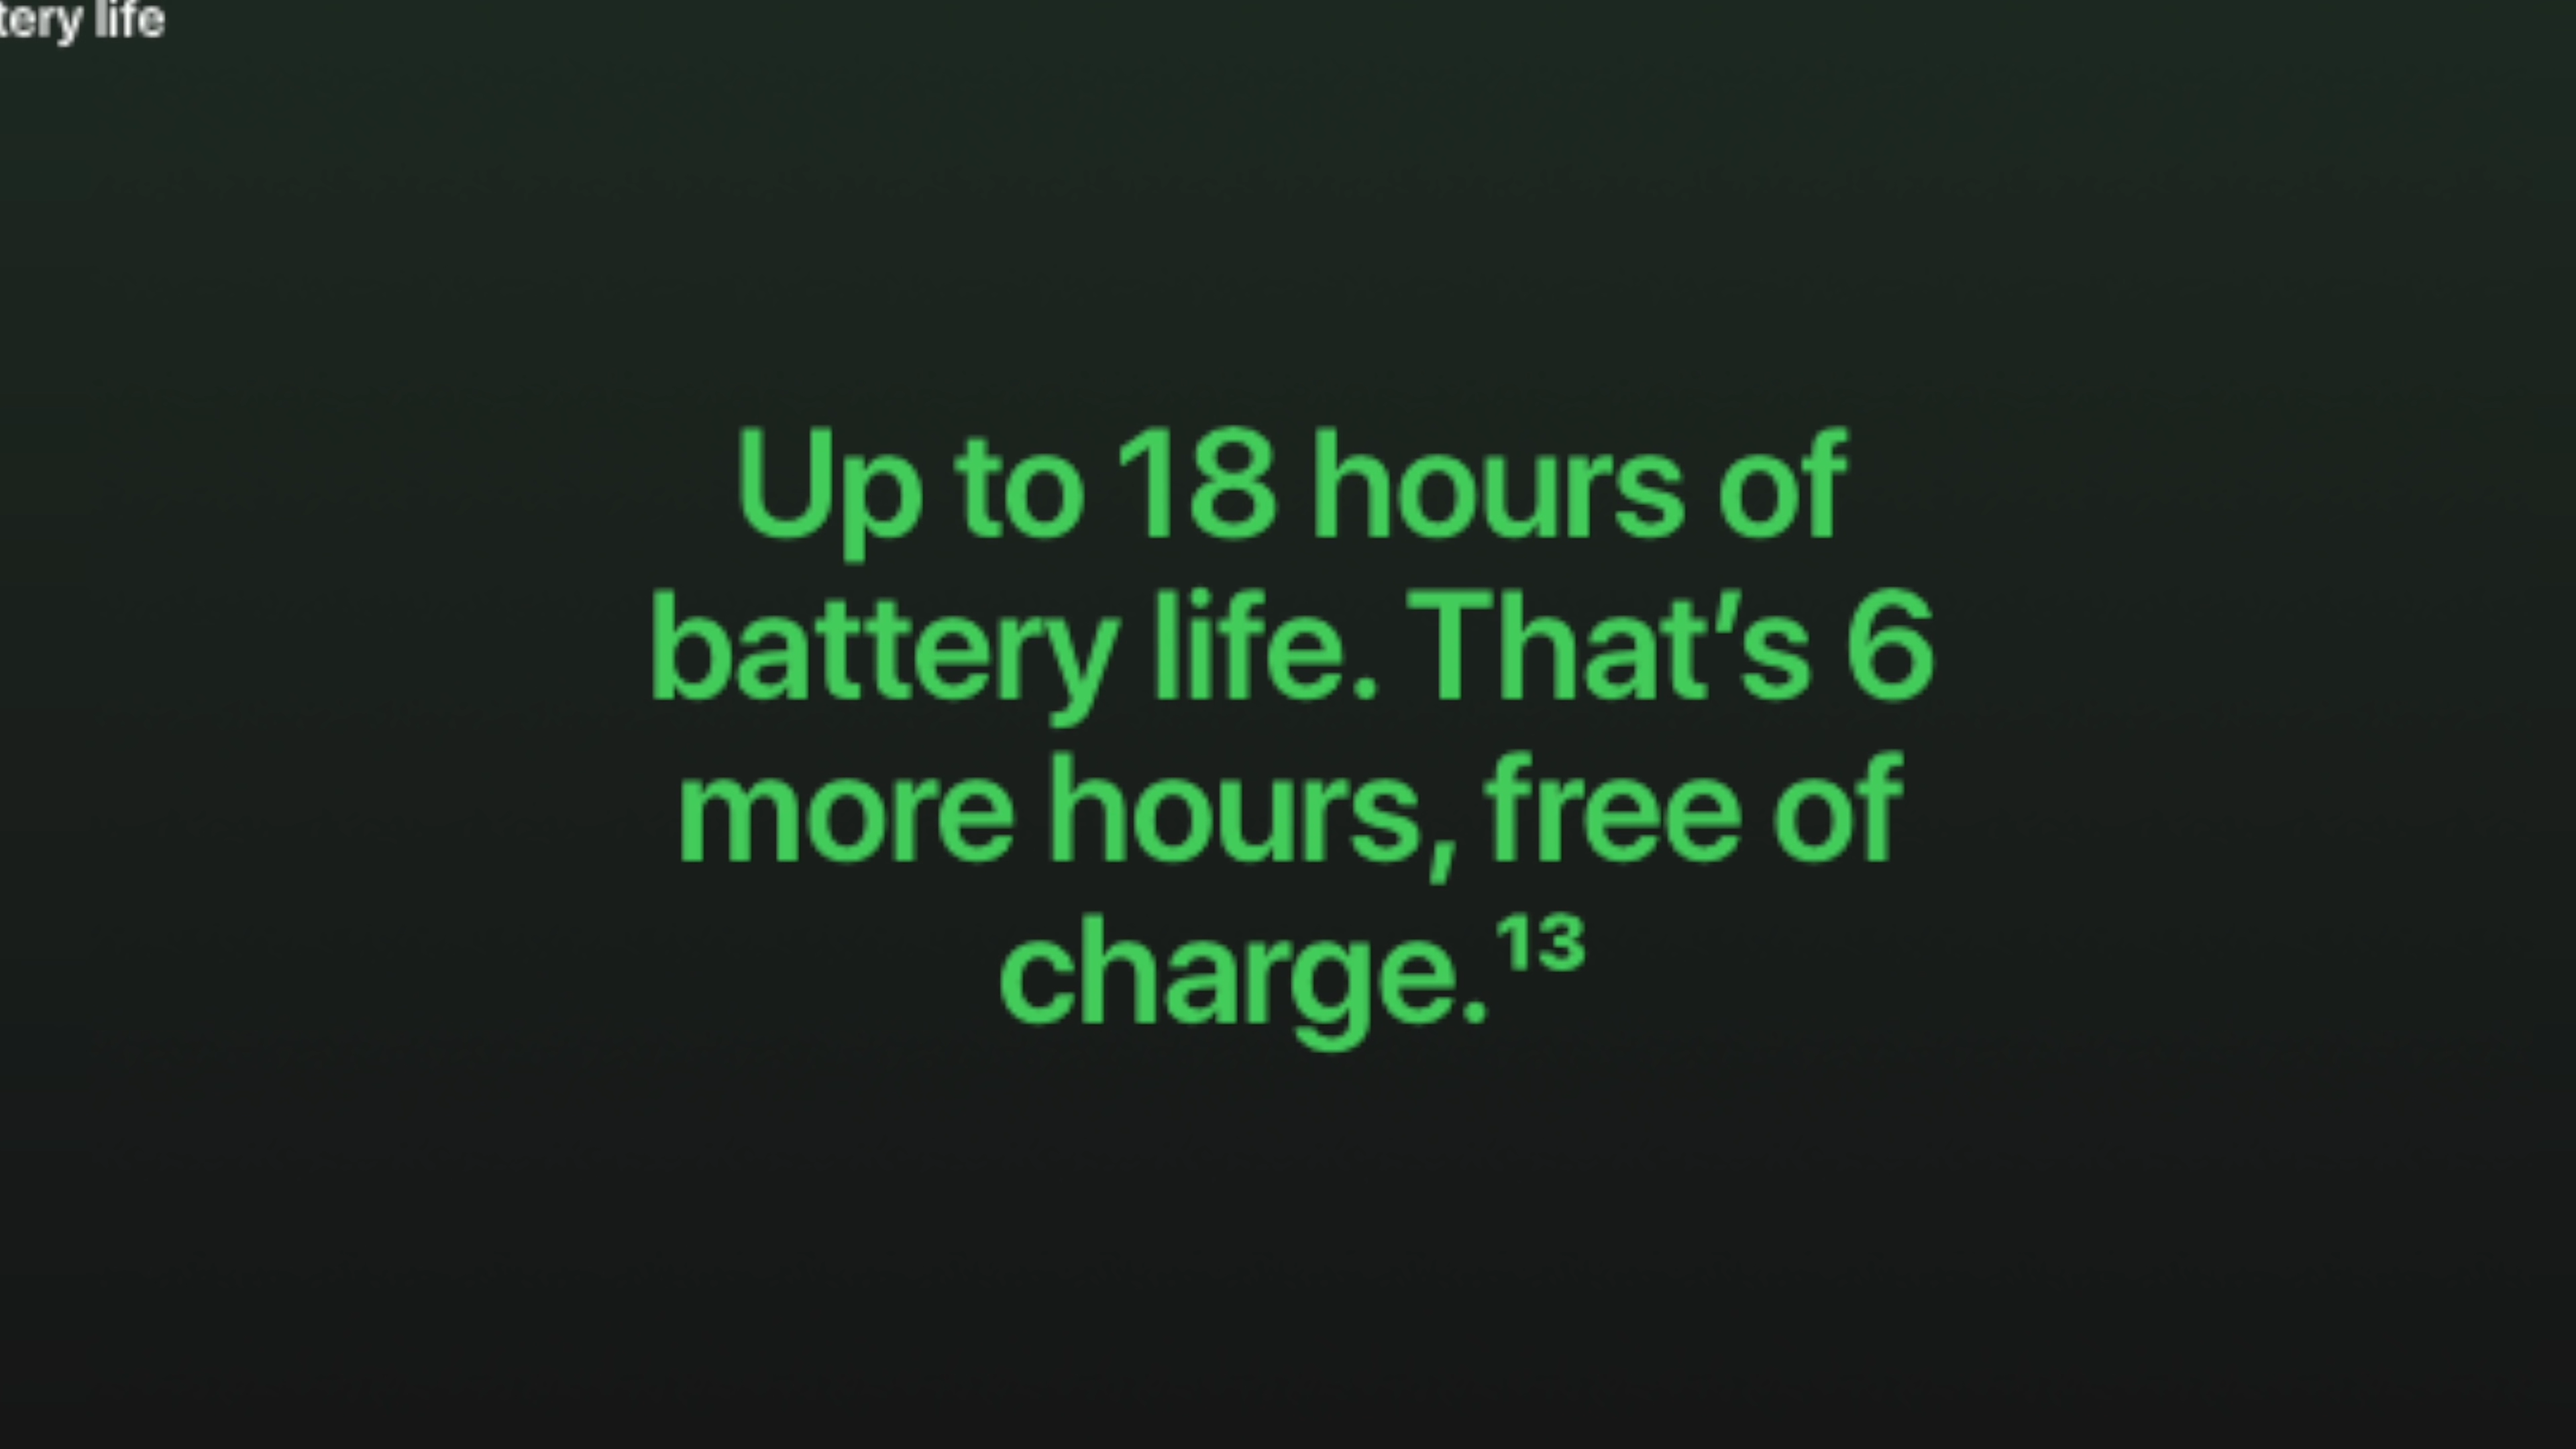 tery life
Up to 18 hours of
battery life. That’s 6
more hours, free of
charge.¹³